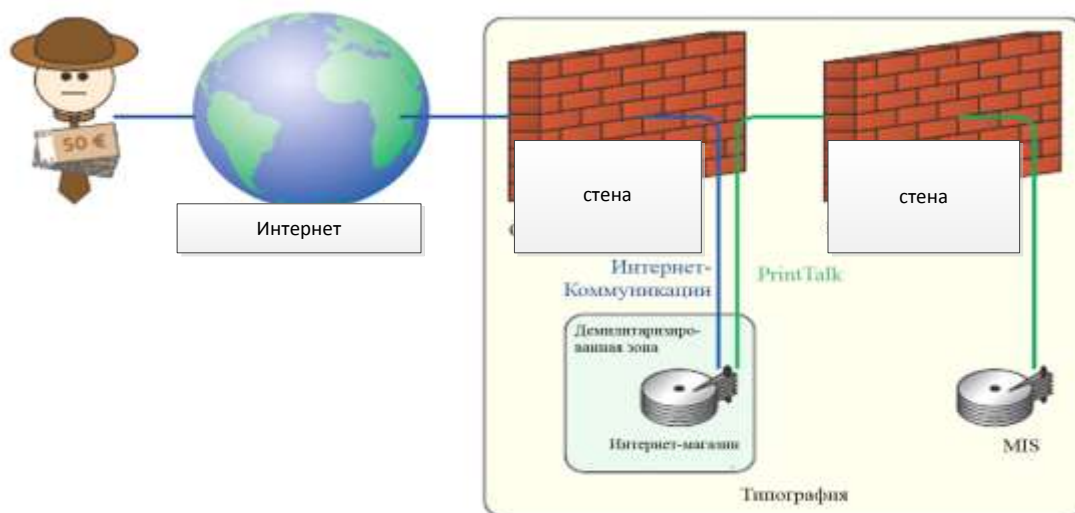 50 €
Интернет
стена
стена
Интернет-
Коммуникации
PrintTalk
Демилитаризиро-
ванная зона
Интернет-магазин
MIS
Типография